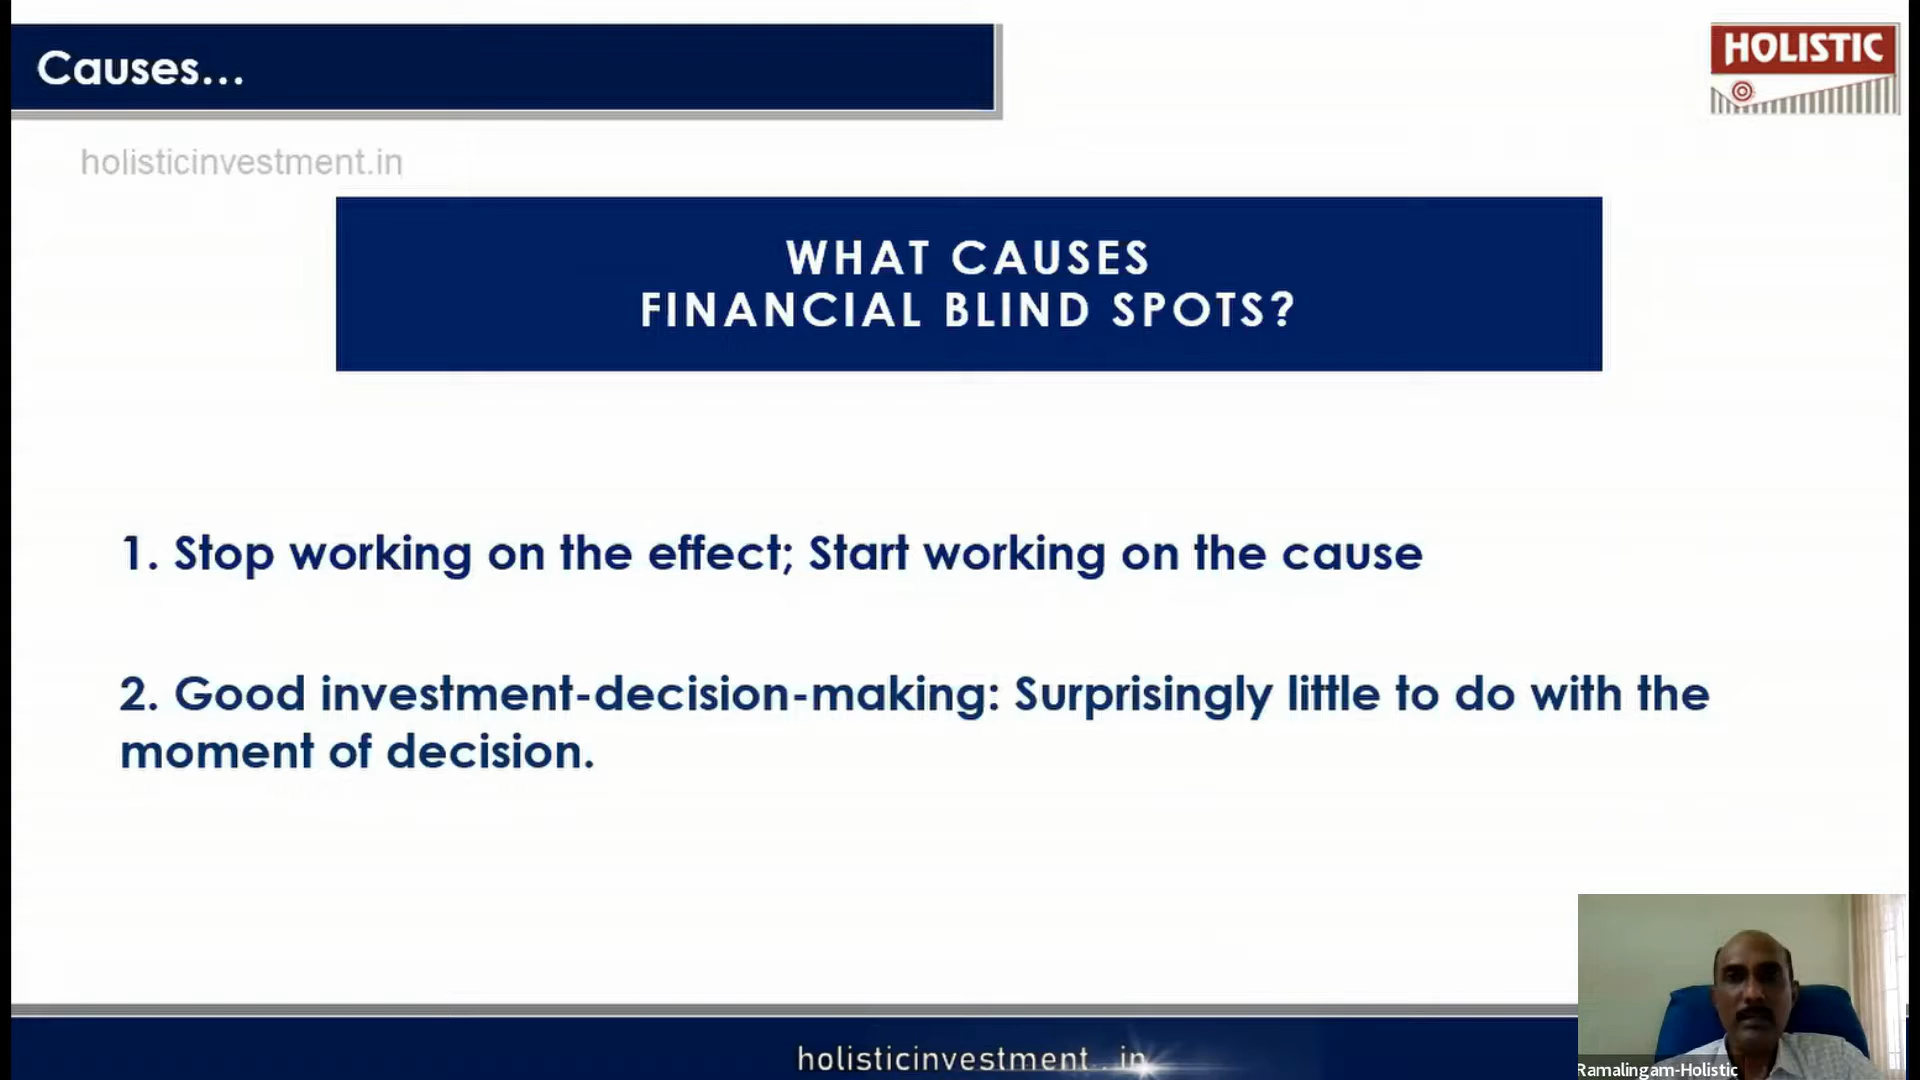 Causes...
HOLISTIC
holisticinvestment.in
WHAT CAUSES
FINANCIAL BLIND SPOTS?
1. Stop working on the effect; Start working on the cause
2. Good investment-decision-making: Surprisingly little to do with the
moment of decision.
holisticinvestment . in
Ramalingam-Holistic